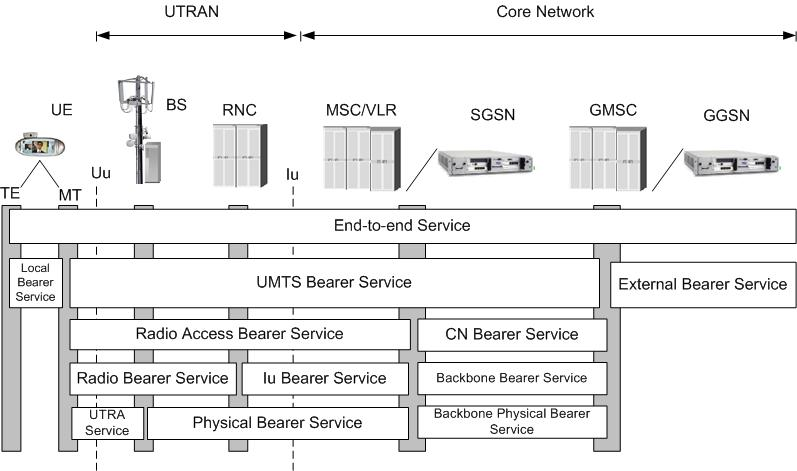 UTRAN
Core Network
UE
BS
RNC
MSC/VLR
SGSN
GMSC
GGSN
Uu
Iu
TE
MT
End-to-end Service
Local
Bearer
Service
UMTS Bearer Service
External Bearer Service
Radio Access Bearer Service
CN Bearer Service
Radio Bearer Service
Iu Bearer Service
Backbone Bearer Service
UTRA
Service
Physical Bearer Service
Backbone Physical Bearer
Service